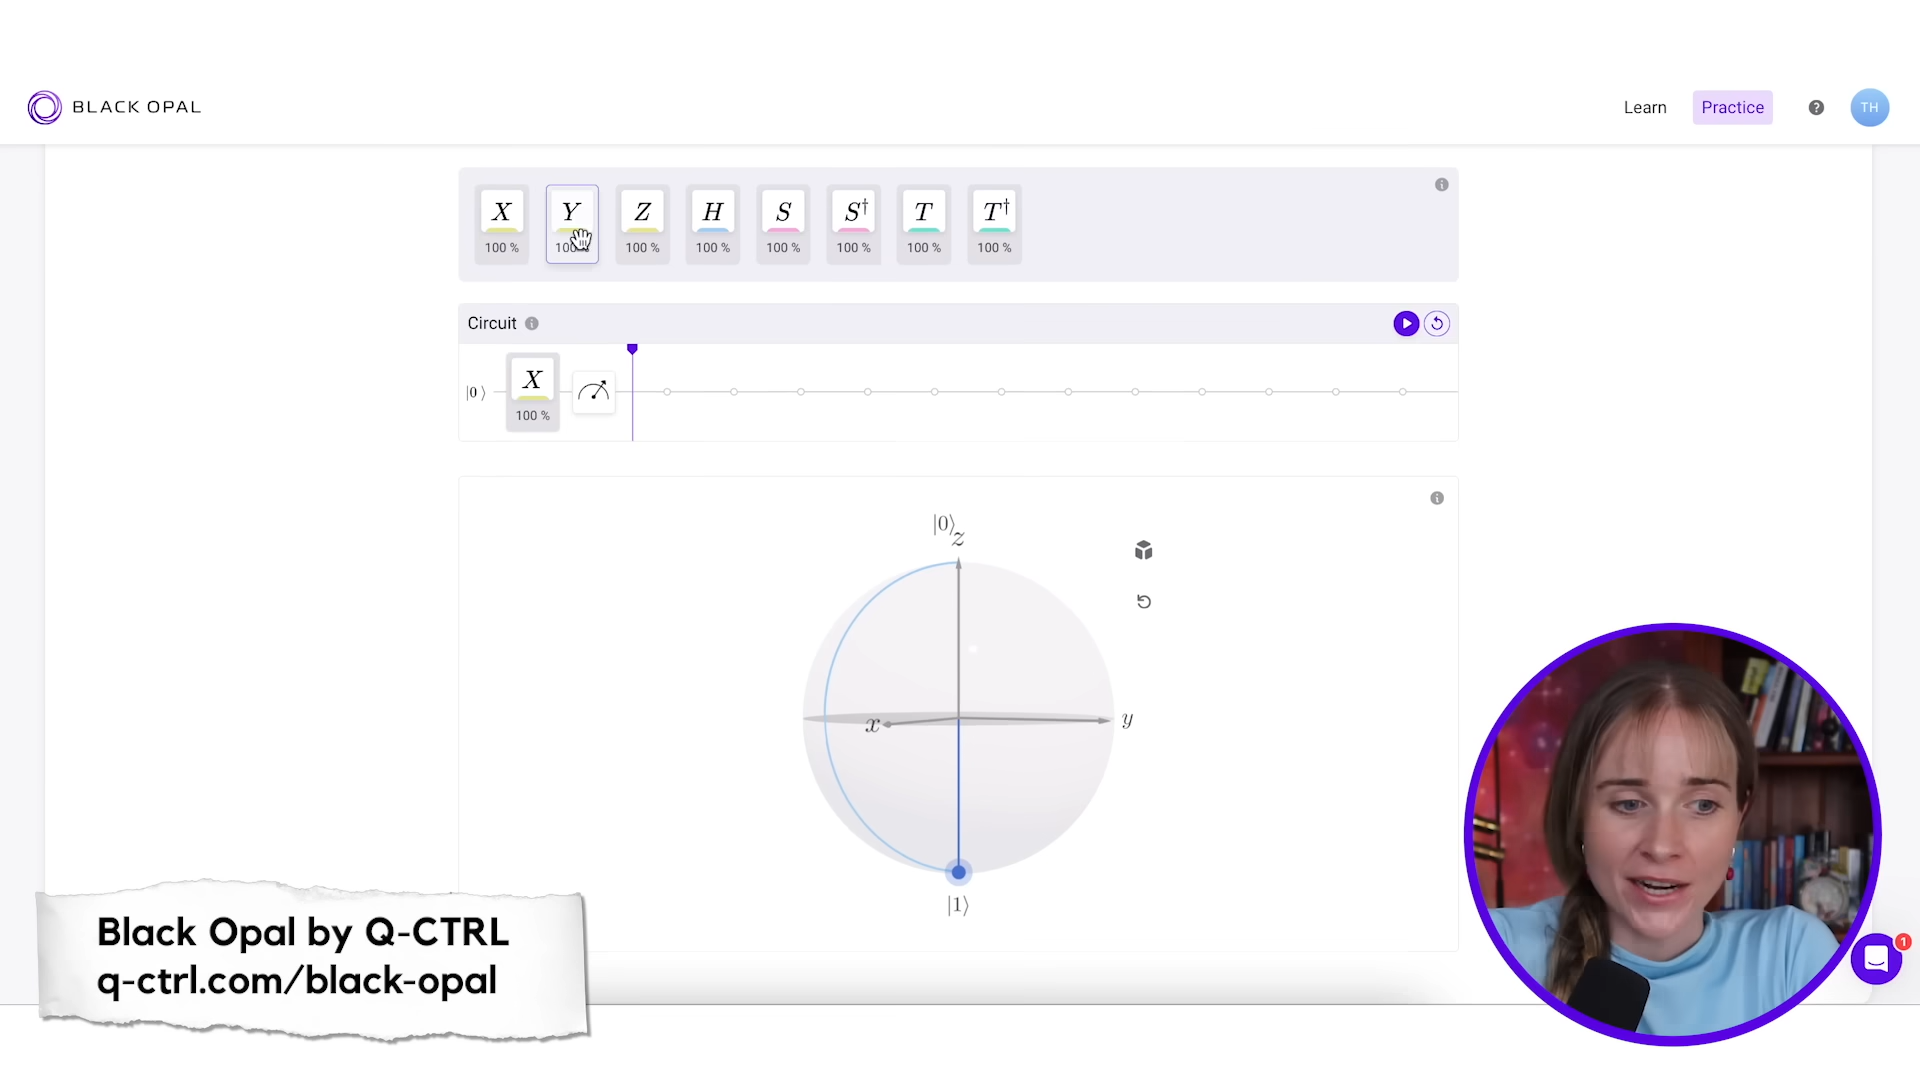 BLACK OPAL
Learn
Practice
?
TH
X
Y
Z
H
S
S†
T
T†
100 %
100 %
100 %
100 %
100 %
100 %
100 %
Circuit
|0⟩
X
100 %
|0⟩
z
x
y
|1⟩
Black Opal by Q-CTRL
q-ctrl.com/black-opal
1